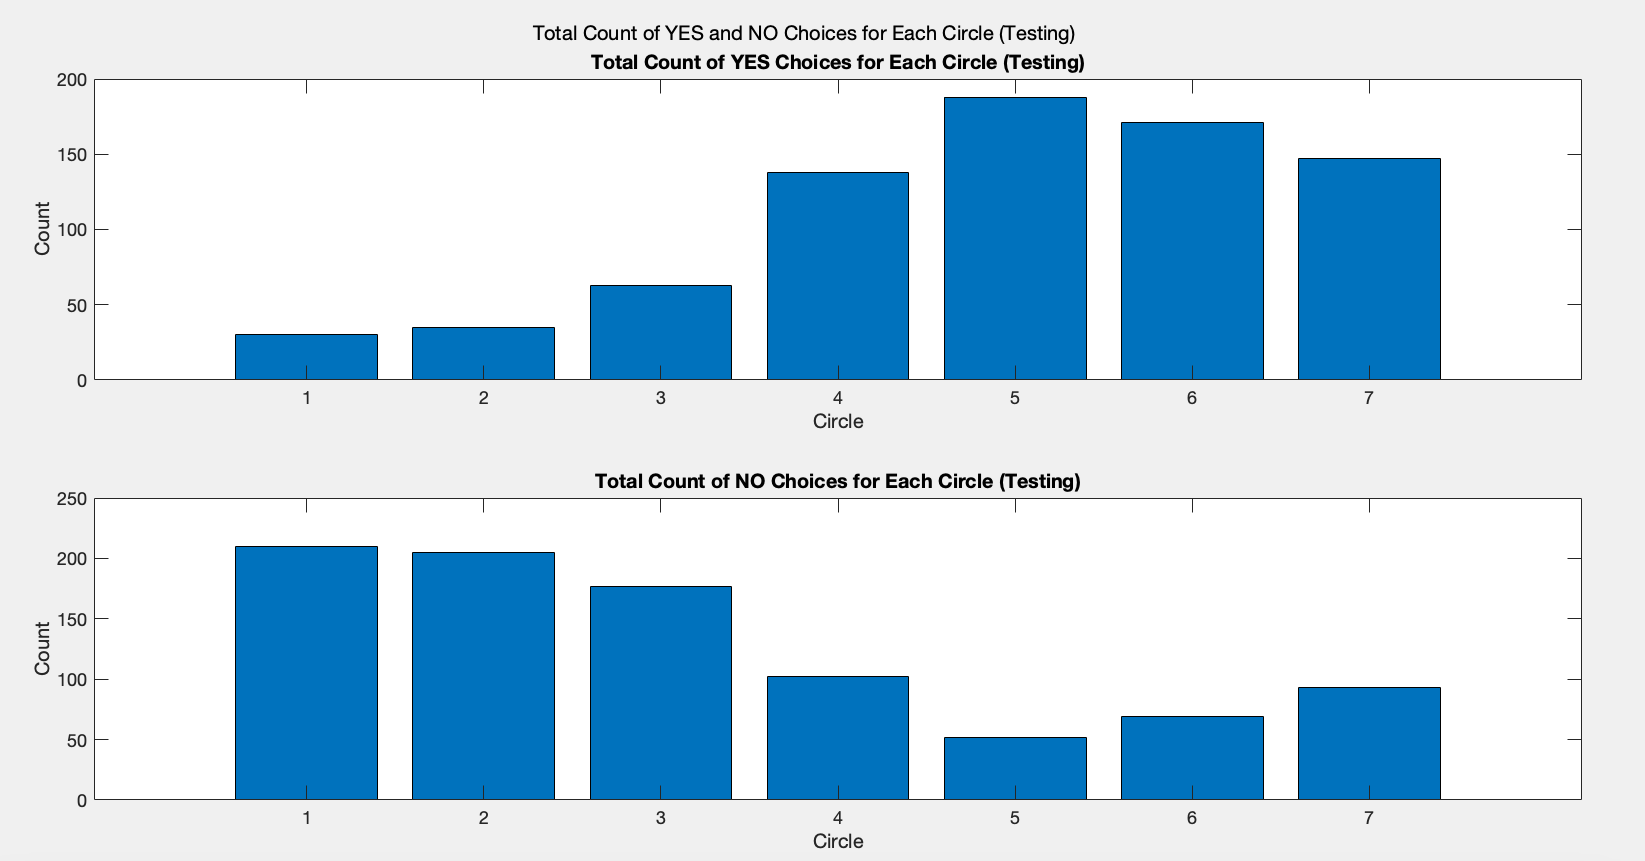 Total Count of YES and NO Choices for Each Circle (Testing)
Total Count of YES Choices for Each Circle (Testing)
200
150
100
50
0
Count
1 2 3 4 5 6 7
Circle
Total Count of NO Choices for Each Circle (Testing)
250
200
150
100
50
0
Count
1 2 3 4 5 6 7
Circle